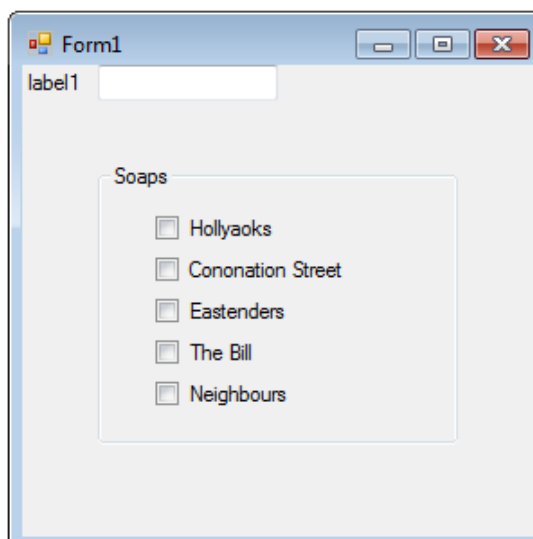 Form1
label1
Soaps
Hollyaoks
Cononation Street
Eastenders
The Bill
Neighbours